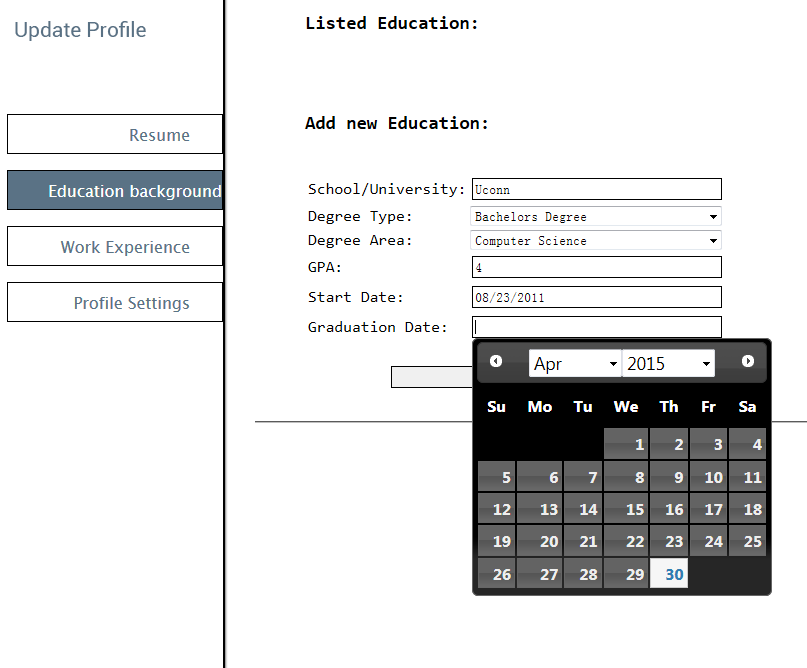 Update Profile
Resume
Education background
Work Experience
Profile Settings
Listed Education:
Add new Education:
School/University: Uconn
Degree Type: Bachelors Degree
Degree Area: Computer Science
GPA: 4
Start Date: 08/23/2011
Graduation Date:
Apr 2015
Su Mo Tu We Th Fr Sa
1 2 3 4
5 6 7 8 9 10 11
12 13 14 15 16 17 18
19 20 21 22 23 24 25
26 27 28 29 30